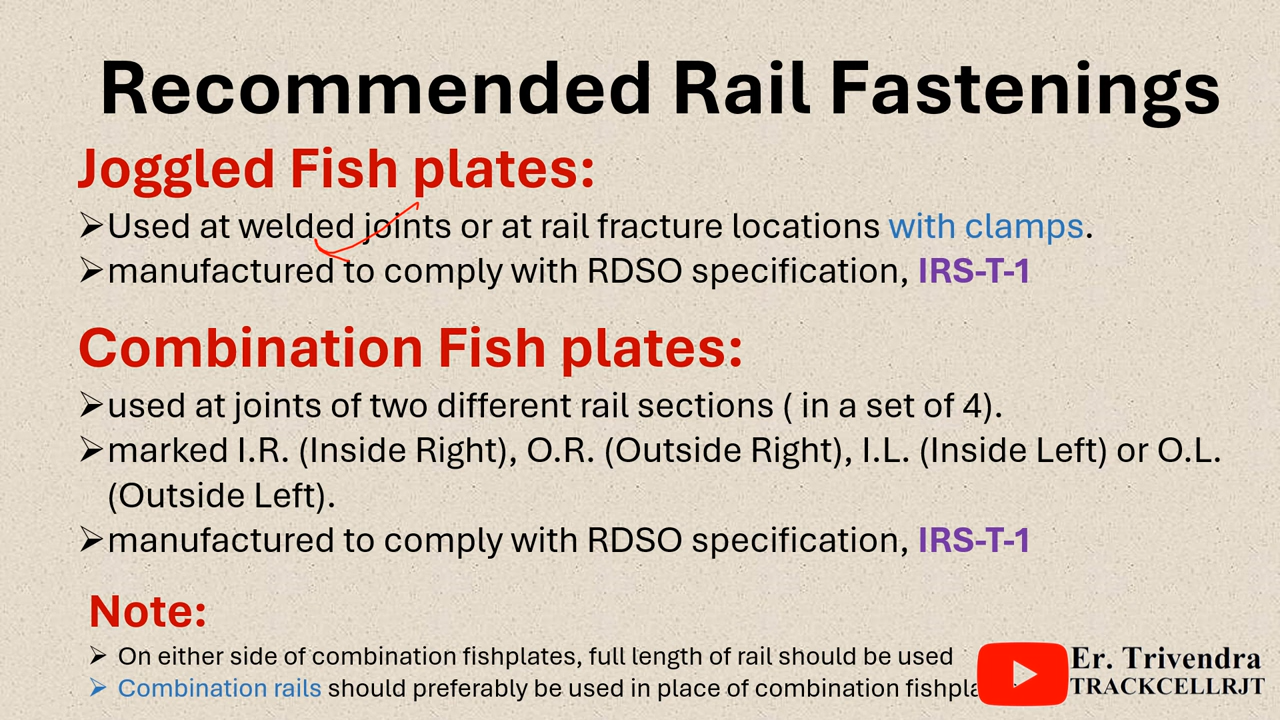 Recommended Rail Fastenings
Joggled Fish plates:
➢Used at welded joints or at rail fracture locations with clamps.
➢manufactured to comply with RDSO specification, IRS-T-1
Combination Fish plates:
➢used at joints of two different rail sections ( in a set of 4).
➢marked I.R. (Inside Right), O.R. (Outside Right), I.L. (Inside Left) or O.L.
(Outside Left).
➢manufactured to comply with RDSO specification, IRS-T-1
Note:
➢ On either side of combination fishplates, full length of rail should be used
➢ Combination rails should preferably be used in place of combination
Er. Trivendra
TRACKCELLRJT